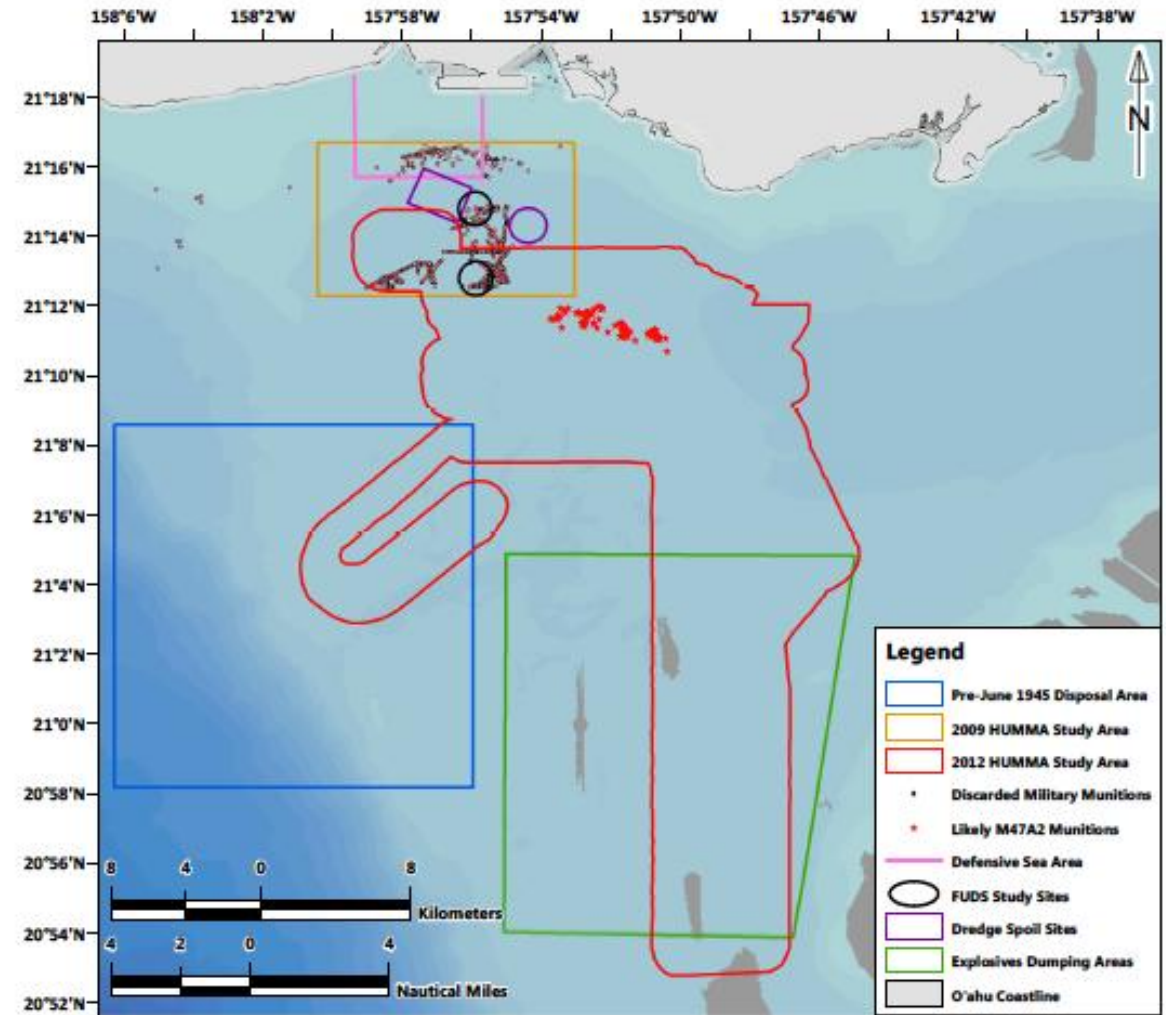 158°6'W 158°2'W 157°58'W 157°54'W 157°50'W 157°46'W 157°42'W 157°38'W
21°18'N
N
21°16'N
21°14'N
21°12'N
21°10'N
21°8'N
21°6'N
21°4'N
21°2'N
21°0'N
20°58'N
20°56'N
20°54'N
20°52'N
Legend
Pre-June 1945 Disposal Area
2009 HUMMA Study Area
2012 HUMMA Study Area
Discarded Military Munitions
Likely M47A2 Munitions
Defensive Sea Area
FUDS Study Sites
Dredge Spoil Sites
Explosives Dumping Areas
O'ahu Coastline
8 4 0 8
Kilometers
4 2 0 4
Nautical Miles